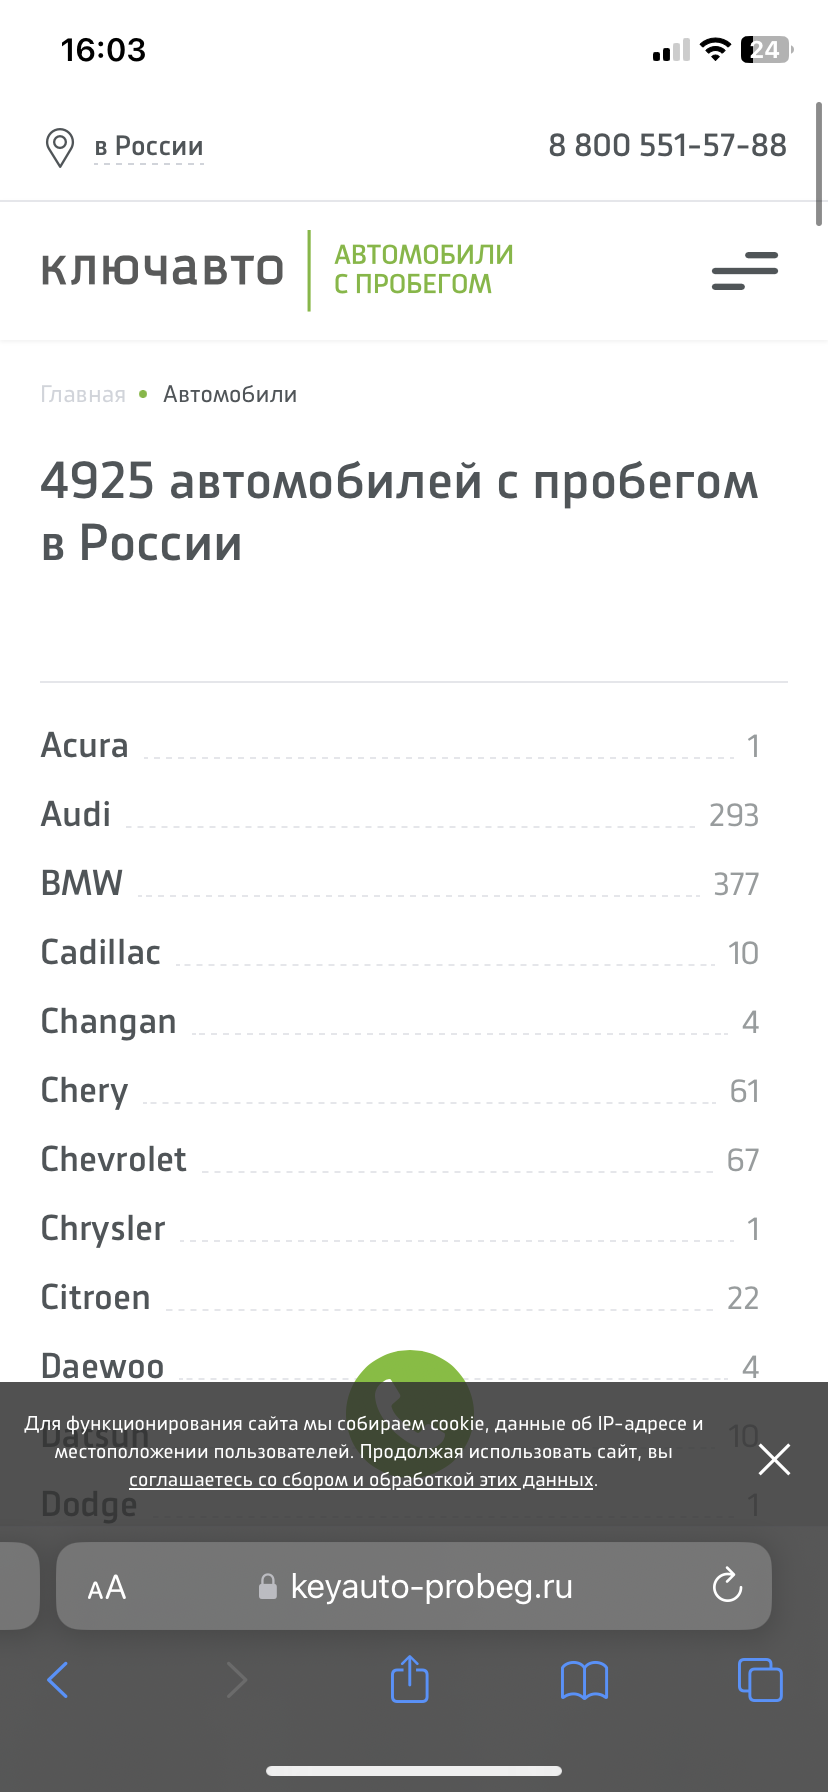 16:03
24
в России
8 800 551-57-88
ключавто
АВТОМОБИЛИ
С ПРОБЕГОМ
Главная • Автомобили
4925 автомобилей с пробегом
в России
Acura 1
Audi 293
BMW 377
Cadillac 10
Changan 4
Chery 61
Chevrolet 67
Chrysler 1
Citroen 22
Daewoo 4
Datsun 10
Dodge 1
Для функционирования сайта мы собираем cookie, данные об IP-адресе и
местоположении пользователей. Продолжая использовать сайт, вы
соглашаетесь со сбором и обработкой этих данных.
AA
keyauto-probeg.ru